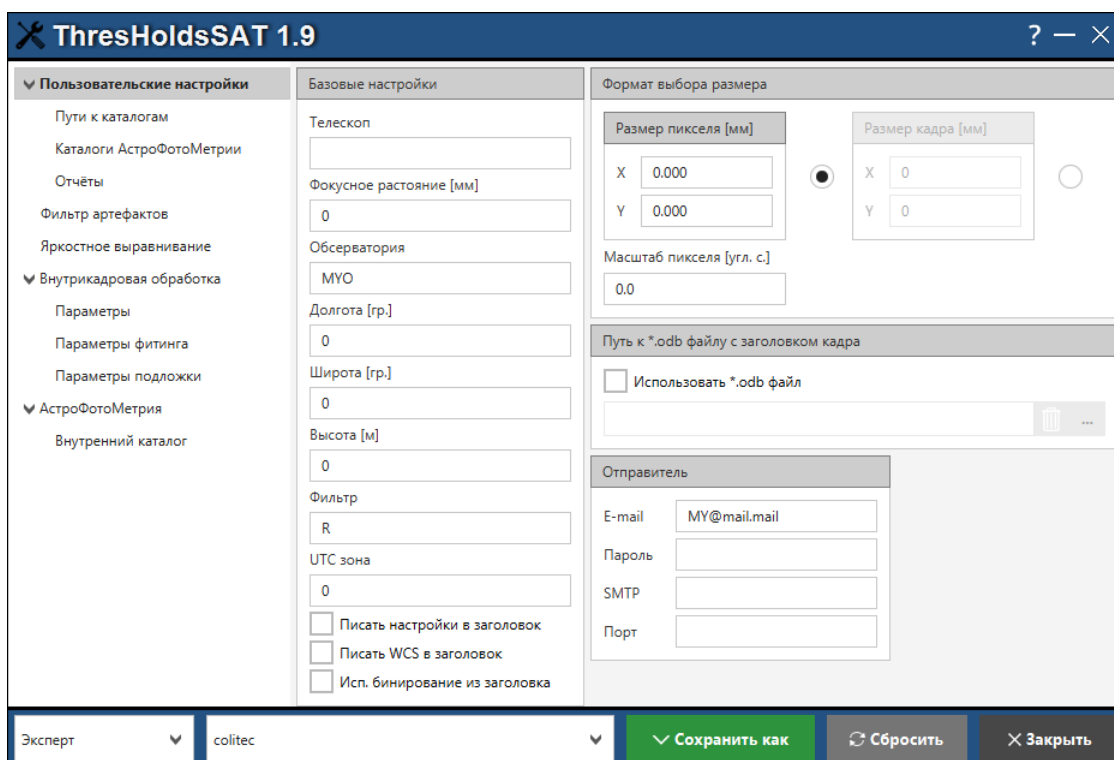 ThresHoldsSAT 1.9
?
Пользовательские настройки
Пути к каталогам
Каталоги АстроФотоМетрии
Отчёты
Фильтр артефактов
Яркостное выравнивание
Внутрикадровая обработка
Параметры
Параметры фитинга
Параметры подложки
АстроФотоМетрия
Внутренний каталог
Базовые настройки
Телескоп
Фокусное растояние [мм]
0
Обсерватория
MYO
Долгота [гр.]
0
Широта [гр.]
0
Высота [м]
0
Фильтр
R
UTC зона
0
Писать настройки в заголовок
Писать WCS в заголовок
Исп. бинирование из заголовка
Формат выбора размера
Размер пикселя [мм]
X 0.000
Y 0.000
Размер кадра [мм]
X 0
Y 0
Масштаб пикселя [угл. с.]
0.0
Путь к *.odb файлу с заголовком кадра
Использовать *.odb файл
...
Отправитель
E-mail MY@mail.mail
Пароль
SMTP
Порт
Эксперт
colitec
Сохранить как
Сбросить
Закрыть